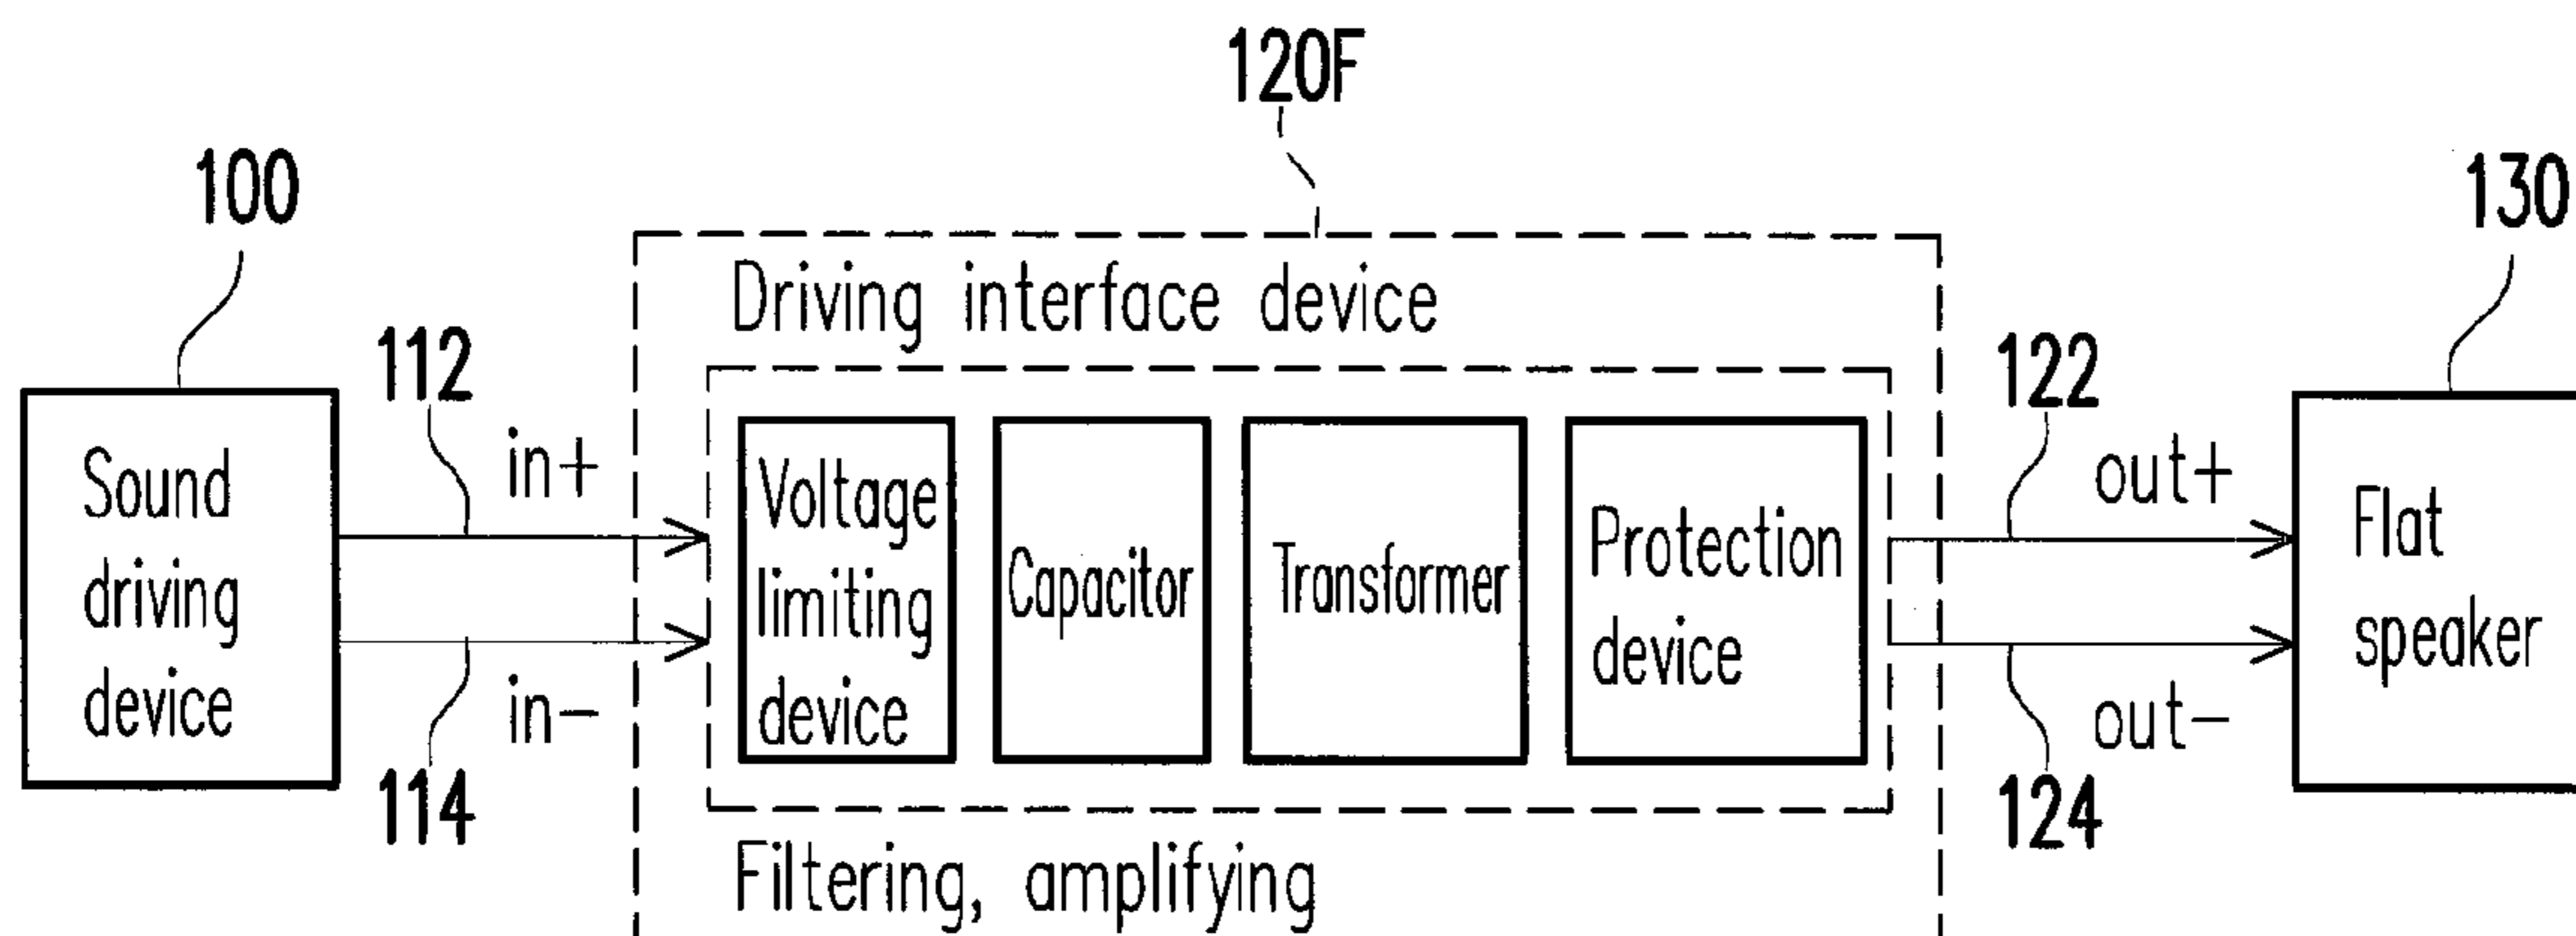 120F
100
130
Driving interface device
112
122
in+
out+
Sound
driving
device
Voltage
limiting
device
Capacitor
Transformer
Protection
device
Flat
speaker
in-
out-
114
124
Filtering, amplifying